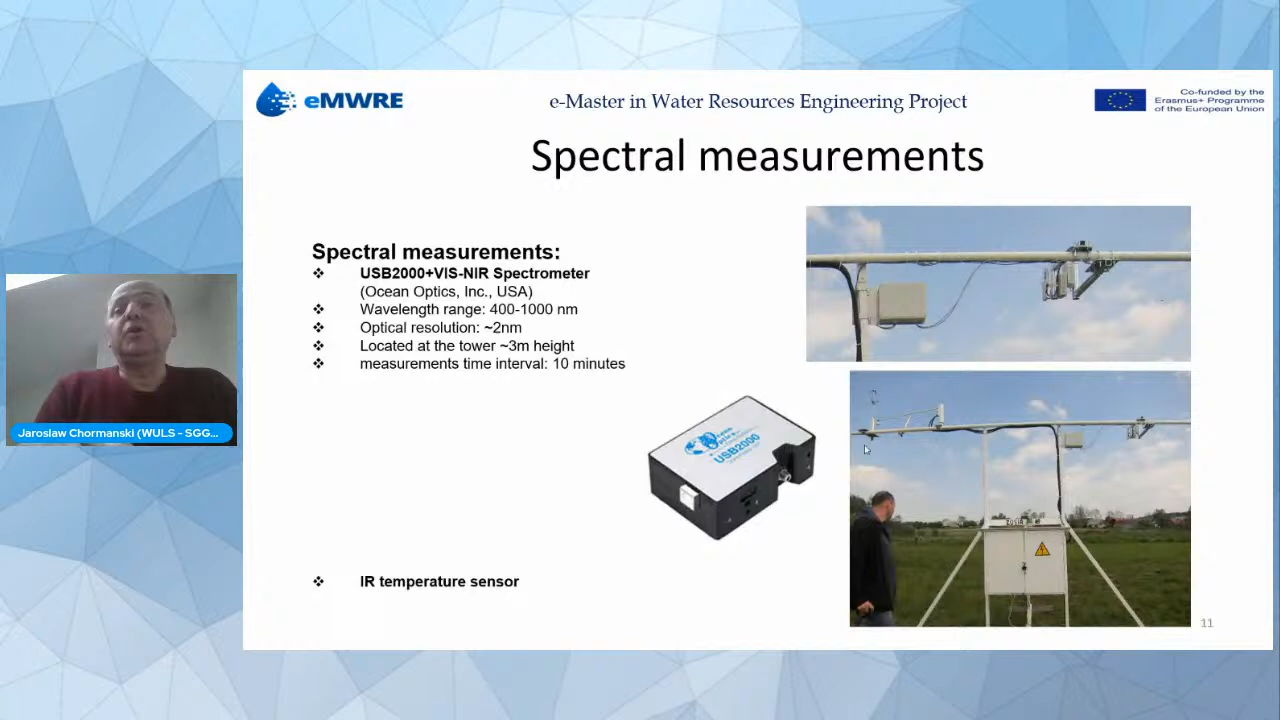 eMWRE
e-Master in Water Resources Engineering Project
Co-funded by the
Erasmus+ Programme
of the European Union
Spectral measurements
Spectral measurements:
❖ USB2000+VIS-NIR Spectrometer
(Ocean Optics, Inc., USA)
❖ Wavelength range: 400-1000 nm
❖ Optical resolution: ~2nm
❖ Located at the tower ~3m height
❖ measurements time interval: 10 minutes
USB2000
❖ IR temperature sensor
11
Jaroslaw Chormanski (WULS - SGG...